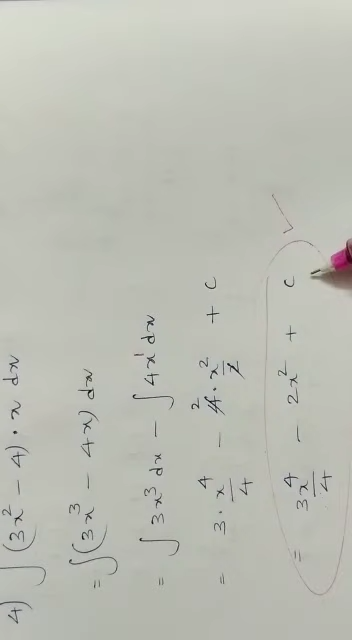 4) ∫(3x² - 4) · x dx
= ∫(3x³ - 4x) dx
= ∫ 3x³ dx - ∫ 4x¹ dx
= 3 · x⁴/4 - 4² · x²/2 + c
= 3x⁴/4 - 2x² + c